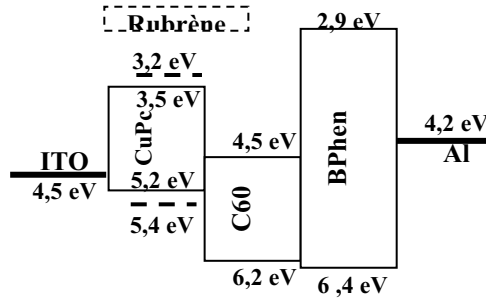 Rubrène
3,2 eV
3,5 eV
CuPc
5,2 eV
5,4 eV
ITO
4,5 eV
4,5 eV
C60
6,2 eV
2,9 eV
BPhen
6 ,4 eV
4,2 eV
Al